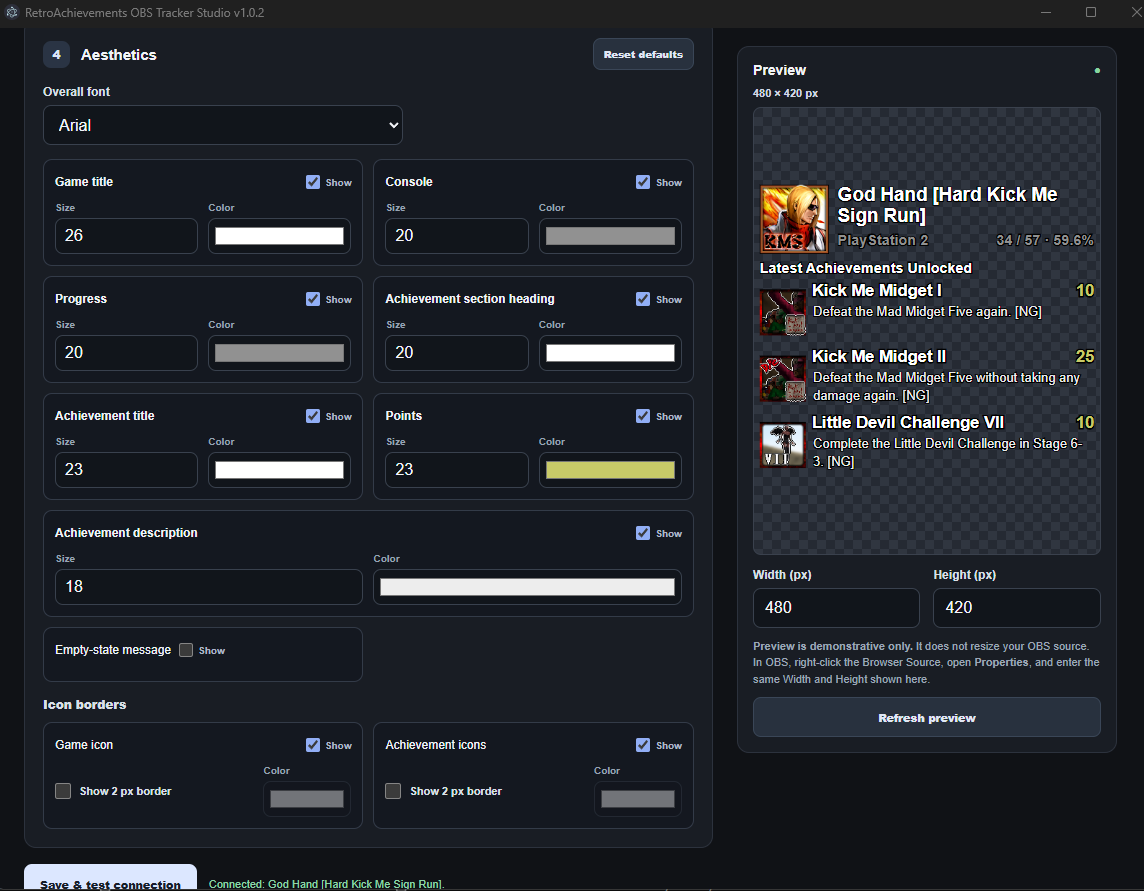 RetroAchievements OBS Tracker Studio v1.0.2
4 Aesthetics
Reset defaults
Overall font
Arial
Game title
Show
Size
Color
26
Console
Show
Size
Color
20
Progress
Show
Size
Color
20
Achievement section heading
Show
Size
Color
20
Achievement title
Show
Size
Color
23
Points
Show
Size
Color
23
Achievement description
Show
Size
Color
18
Empty-state message
Show
Icon borders
Game icon
Show
Color
Show 2 px border
Achievement icons
Show
Color
Show 2 px border
Save & test connection
Connected: God Hand [Hard Kick Me Sign Run].
Preview
480 × 420 px
KMS
God Hand [Hard Kick Me
Sign Run]
PlayStation 2
34 / 57 · 59.6%
Latest Achievements Unlocked
Kick Me Midget I
10
Defeat the Mad Midget Five again. [NG]
Kick Me Midget II
25
Defeat the Mad Midget Five without taking any
damage again. [NG]
VII
Little Devil Challenge VII
10
Complete the Little Devil Challenge in Stage 6-
3. [NG]
Width (px)
Height (px)
480
420
Preview is demonstrative only. It does not resize your OBS source.
In OBS, right-click the Browser Source, open Properties, and enter the
same Width and Height shown here.
Refresh preview